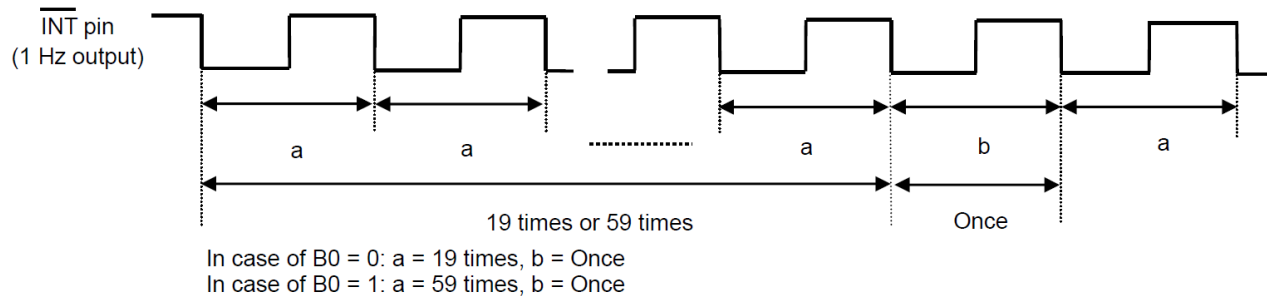 INT pin
(1 Hz output)
a
a
a
b
a
19 times or 59 times
Once
In case of B0 = 0: a = 19 times, b = Once
In case of B0 = 1: a = 59 times, b = Once